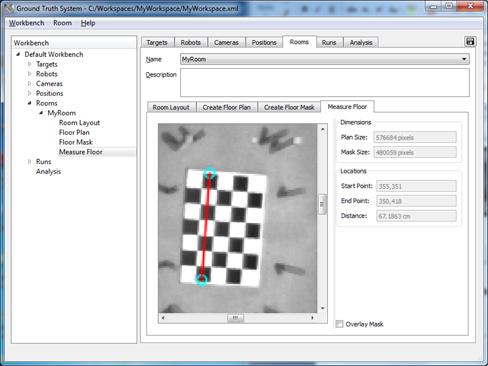 Ground Truth System - C:/Workspaces/MyWorkspace/MyWorkspace.xml
Workbench Room Help
Workbench
Default Workbench
Targets
Robots
Cameras
Positions
Rooms
MyRoom
Room Layout
Floor Plan
Floor Mask
Measure Floor
Runs
Analysis
Targets Robots Cameras Positions Rooms Runs Analysis
Name MyRoom
Description
Room Layout Create Floor Plan Create Floor Mask Measure Floor
Dimensions
Plan Size: 576684 pixels
Mask Size: 480059 pixels
Locations
Start Point: 355,351
End Point: 350,418
Distance: 67.1863 cm
Overlay Mask